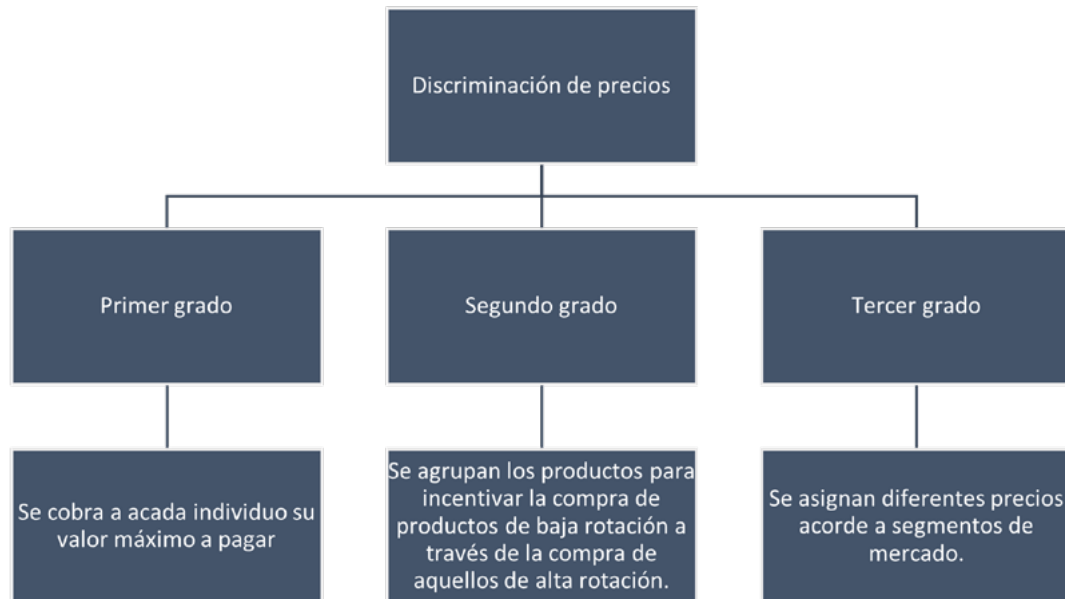 Discriminación de precios
Primer grado
Segundo grado
Tercer grado
Se cobra a acada individuo su
valor máximo a pagar
Se agrupan los productos para
incentivar la compra de
productos de baja rotación a
través de la compra de
aquellos de alta rotación.
Se asignan diferentes precios
acorde a segmentos de
mercado.